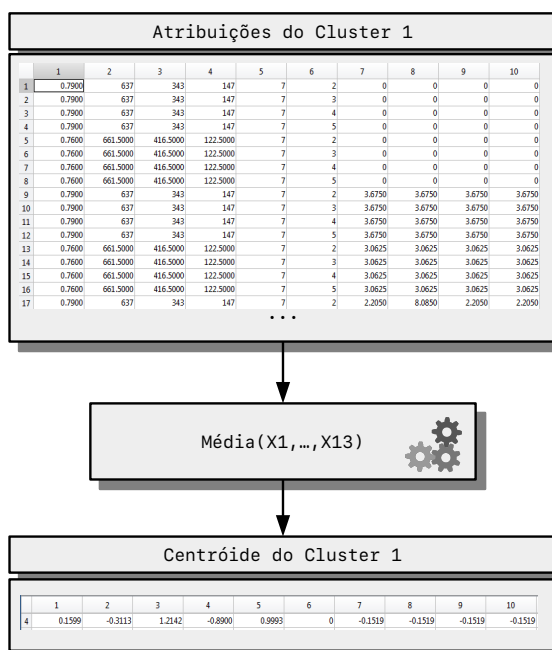 Atribuições do Cluster 1
1 2 3 4 5 6 7 8 9 10
1 0.7900 637 343 147 7 2 0 0 0 0
2 0.7900 637 343 147 7 3 0 0 0 0
3 0.7900 637 343 147 7 4 0 0 0 0
4 0.7900 637 343 147 7 5 0 0 0 0
5 0.7600 661.5000 416.5000 122.5000 7 2 0 0 0 0
6 0.7600 661.5000 416.5000 122.5000 7 3 0 0 0 0
7 0.7600 661.5000 416.5000 122.5000 7 4 0 0 0 0
8 0.7600 661.5000 416.5000 122.5000 7 5 0 0 0 0
9 0.7900 637 343 147 7 2 3.6750 3.6750 3.6750 3.6750
10 0.7900 637 343 147 7 3 3.6750 3.6750 3.6750 3.6750
11 0.7900 637 343 147 7 4 3.6750 3.6750 3.6750 3.6750
12 0.7900 637 343 147 7 5 3.6750 3.6750 3.6750 3.6750
13 0.7600 661.5000 416.5000 122.5000 7 2 3.0625 3.0625 3.0625 3.0625
14 0.7600 661.5000 416.5000 122.5000 7 3 3.0625 3.0625 3.0625 3.0625
15 0.7600 661.5000 416.5000 122.5000 7 4 3.0625 3.0625 3.0625 3.0625
16 0.7600 661.5000 416.5000 122.5000 7 5 3.0625 3.0625 3.0625 3.0625
17 0.7900 637 343 147 7 2 2.2050 8.0850 2.2050 2.2050
...
Média(X1,…,X13)
Centróide do Cluster 1
1 2 3 4 5 6 7 8 9 10
4 0.1599 -0.3113 1.2142 -0.8900 0.9993 0 -0.1519 -0.1519 -0.1519 -0.1519